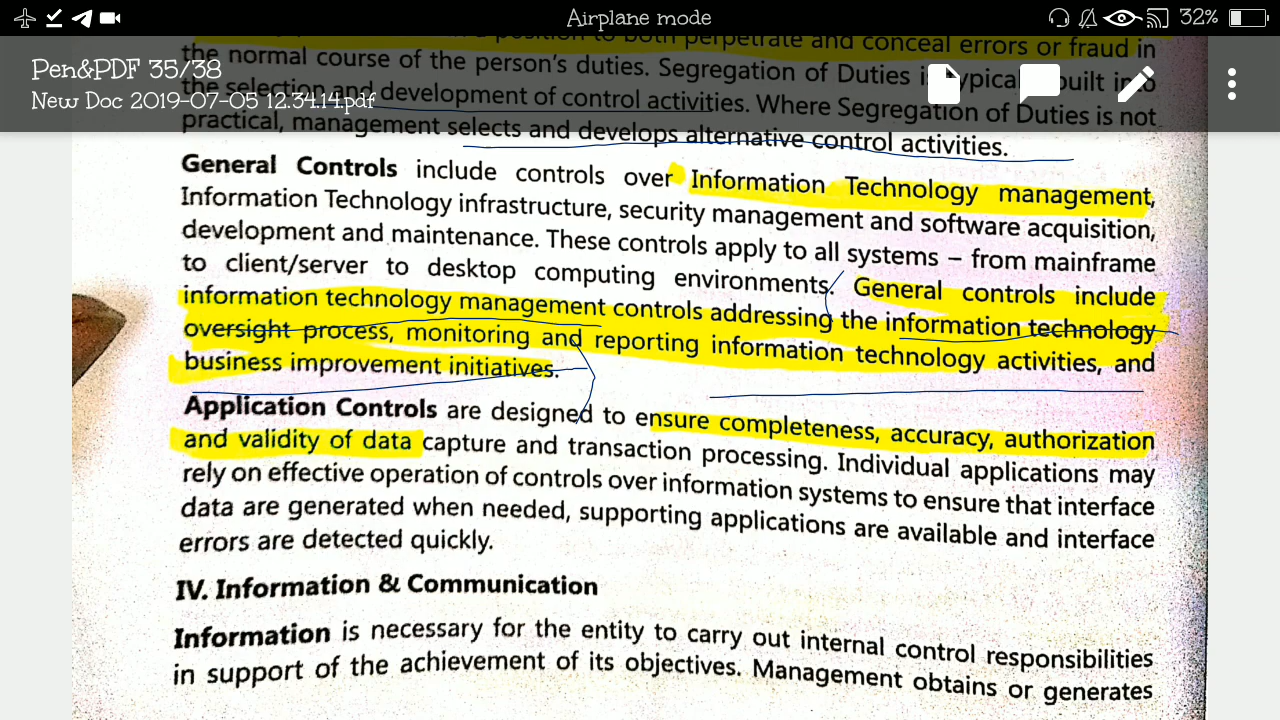 Airplane mode
32%
position to both perpetrate and conceal errors or fraud in
Pen&PDF 35/38
the normal course of the person's duties. Segregation of Duties is typically built into
New Doc 2019-07-05 12.34.14.pdf
the selection and development of control activities. Where Segregation of Duties is not
practical, management selects and develops alternative control activities.
General Controls include controls over Information Technology management,
Information Technology infrastructure, security management and software acquisition,
development and maintenance. These controls apply to all systems – from mainframe
to client/server to desktop computing environments. General controls include
information technology management controls addressing the information technology
oversight process, monitoring and reporting information technology activities, and
business improvement initiatives.
Application Controls are designed to ensure completeness, accuracy, authorization
and validity of data capture and transaction processing. Individual applications may
rely on effective operation of controls over information systems to ensure that interface
data are generated when needed, supporting applications are available and interface
errors are detected quickly.
IV. Information & Communication
Information is necessary for the entity to carry out internal control responsibilities
in support of the achievement of its objectives. Management obtains or generates